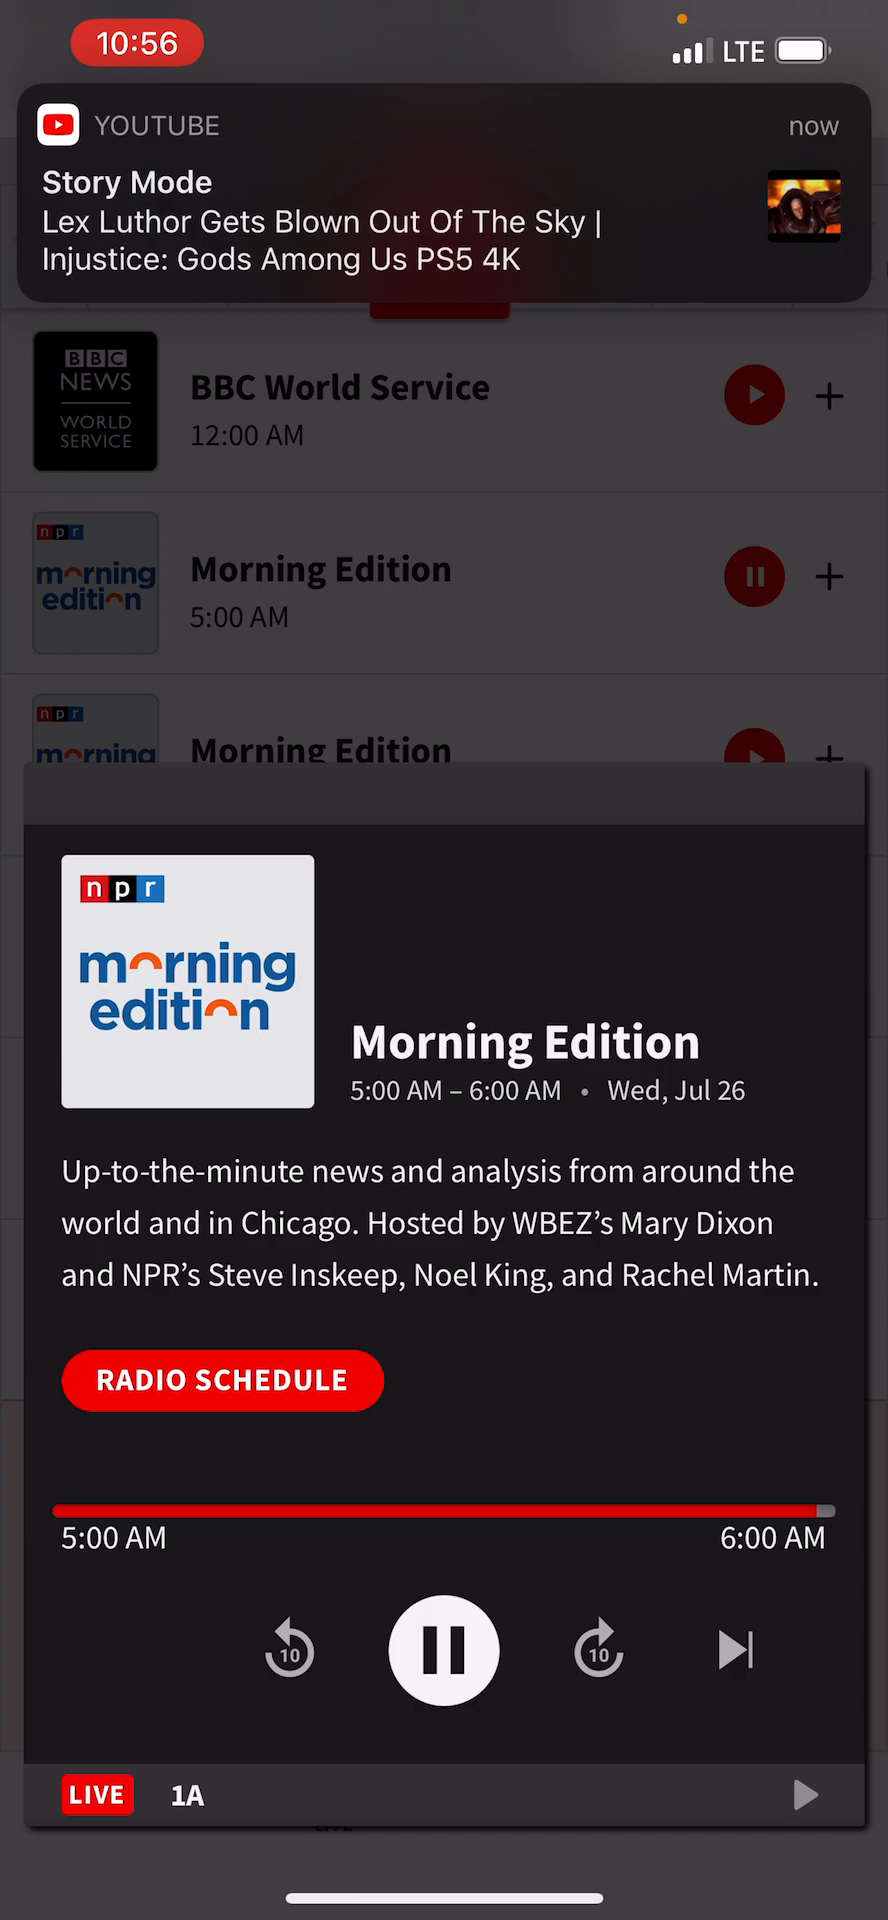 10:56
LTE
YOUTUBE
now
Story Mode
Lex Luthor Gets Blown Out Of The Sky |
Injustice: Gods Among Us PS5 4K
BBC
NEWS
WORLD
SERVICE
BBC World Service
12:00 AM
npr
morning
edition
Morning Edition
5:00 AM
npr
morning
Morning Edition
npr
morning
edition
Morning Edition
5:00 AM – 6:00 AM • Wed, Jul 26
Up-to-the-minute news and analysis from around the
world and in Chicago. Hosted by WBEZ’s Mary Dixon
and NPR’s Steve Inskeep, Noel King, and Rachel Martin.
RADIO SCHEDULE
5:00 AM
6:00 AM
10
10
LIVE
1A